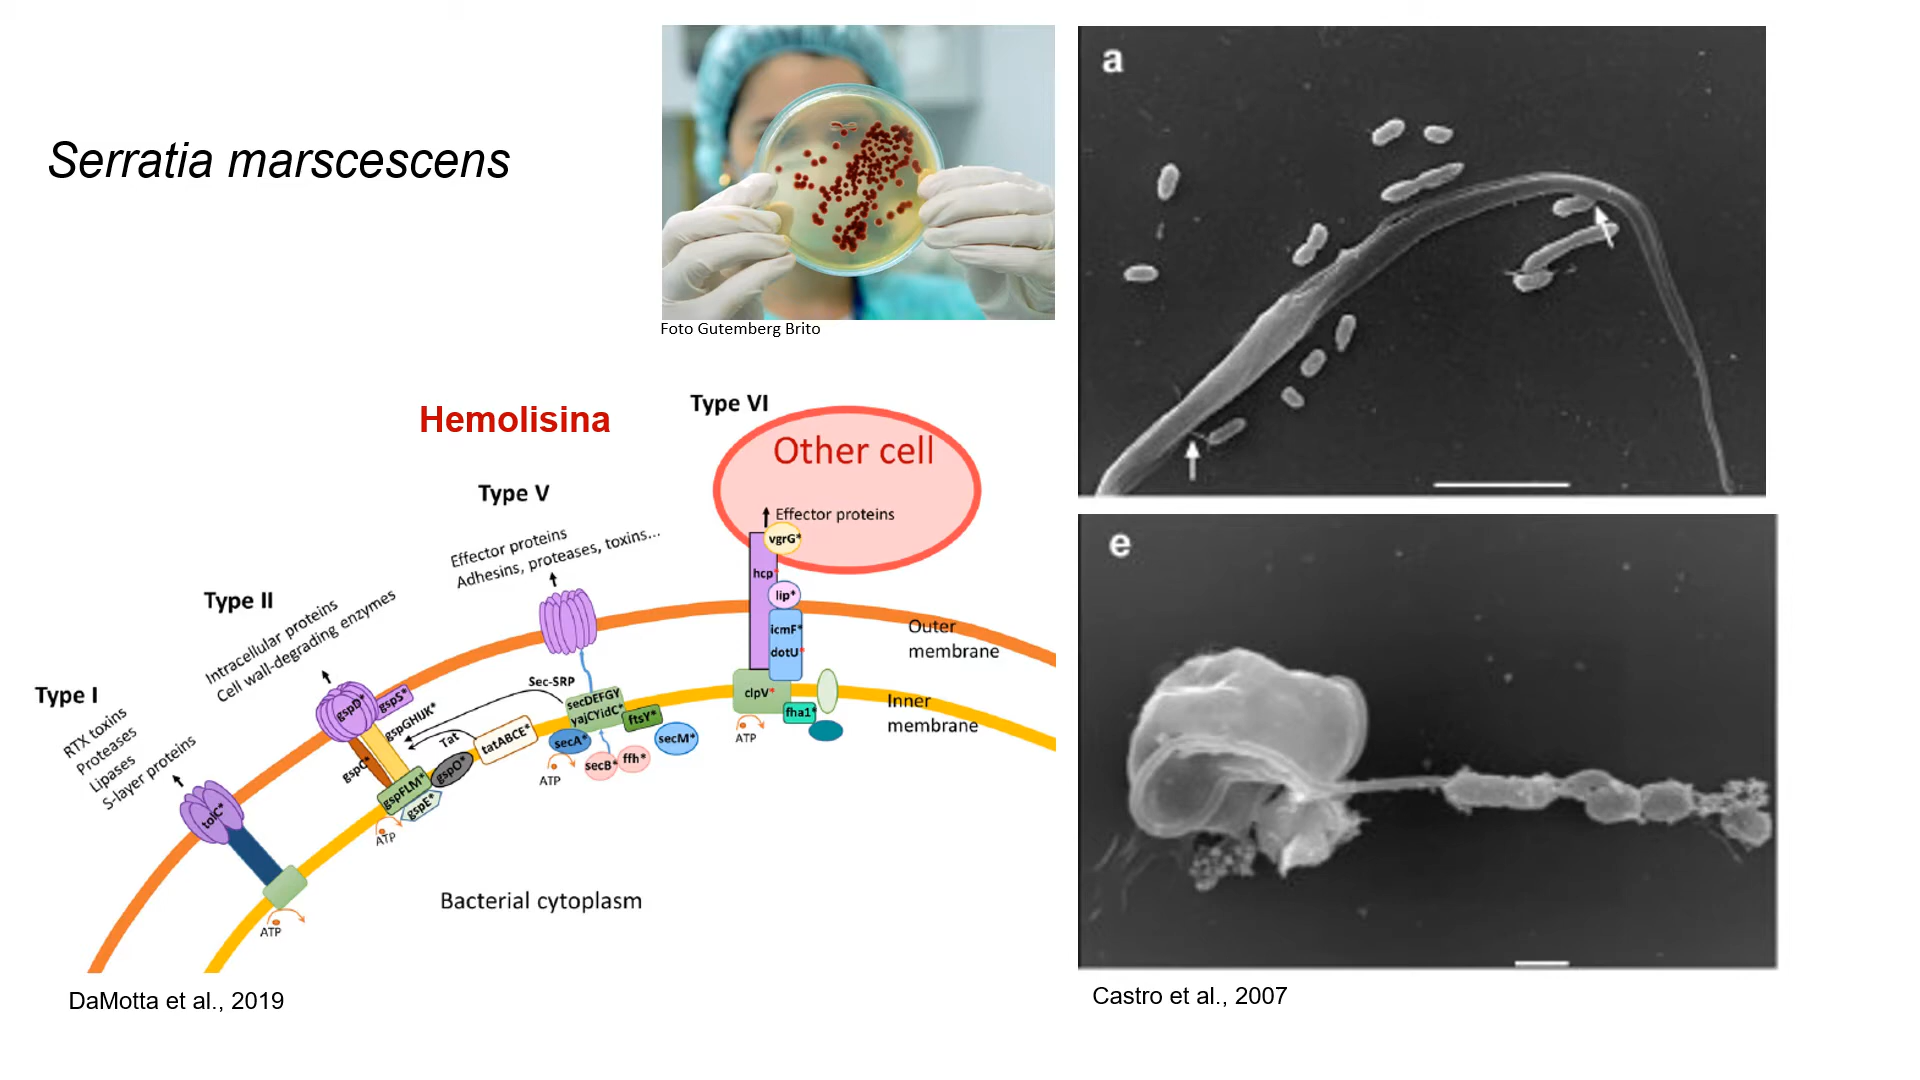 Serratia marscescens
Foto Gutemberg Brito
a
e
Castro et al., 2007
Hemolisina
Type VI
Other cell
Effector proteins
vgrG*
hcp*
lip*
icmF*
dotU*
clpV*
fha1*
ATP
Outer
membrane
Inner
membrane
Type V
Effector proteins
Adhesins, proteases, toxins...
Sec-SRP
secDEFGY
yajCYidC*
ftsY*
secA*
secM*
secB*
ffh*
ATP
Type II
Intracellular proteins
Cell wall-degrading enzymes
gspD*
gspS*
gspGHIJK*
gspC*
Tat
tatABCE*
gspO*
gspFLM*
gspE*
ATP
Type I
RTX toxins
Proteases
Lipases
S-layer proteins
tolC*
ATP
Bacterial cytoplasm
DaMotta et al., 2019